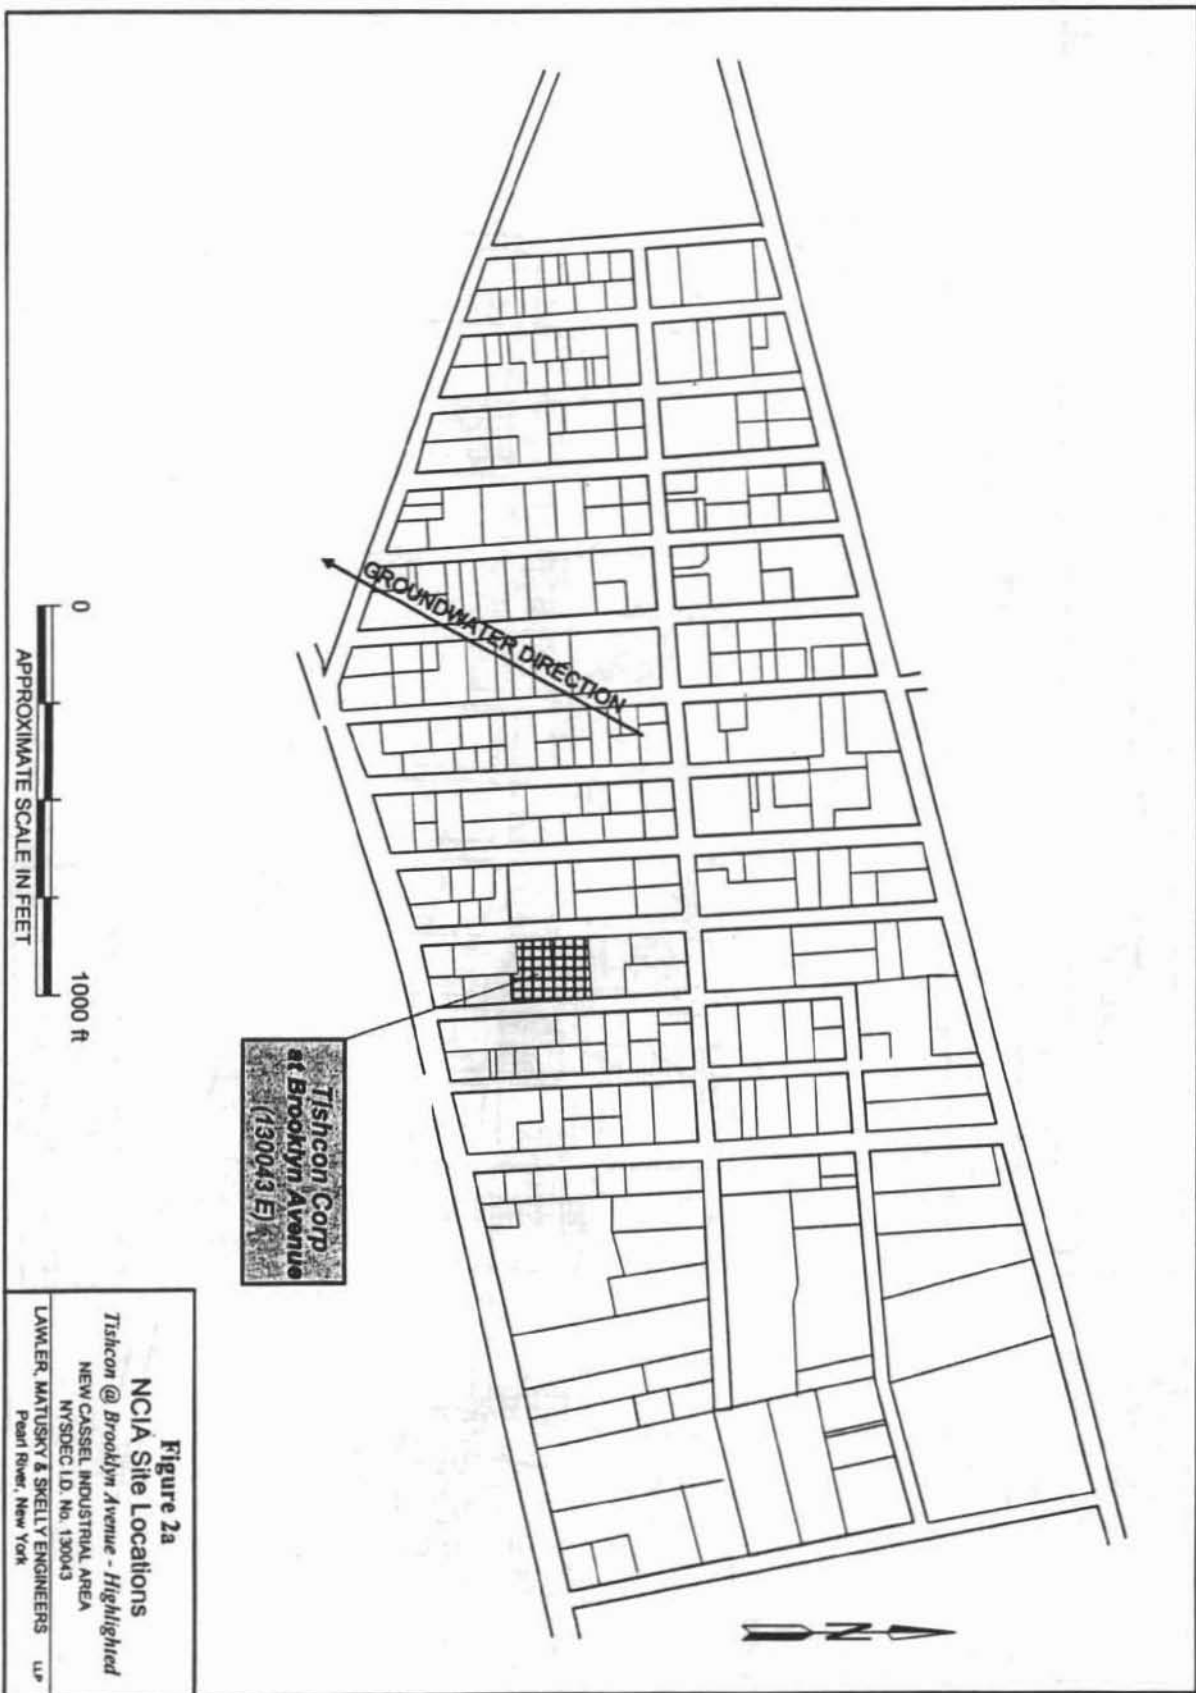 GROUNDWATER DIRECTION
N
0
1000 ft
APPROXIMATE SCALE IN FEET
Tishcon Corp
at Brooklyn Avenue
(130043 E)
Figure 2a
NCIA Site Locations
Tishcon @ Brooklyn Avenue - Highlighted
NEW CASSEL INDUSTRIAL AREA
NYSDEC I.D. No. 130043
LAWLER, MATUSKY & SKELLY ENGINEERS LLP
Pearl River, New York